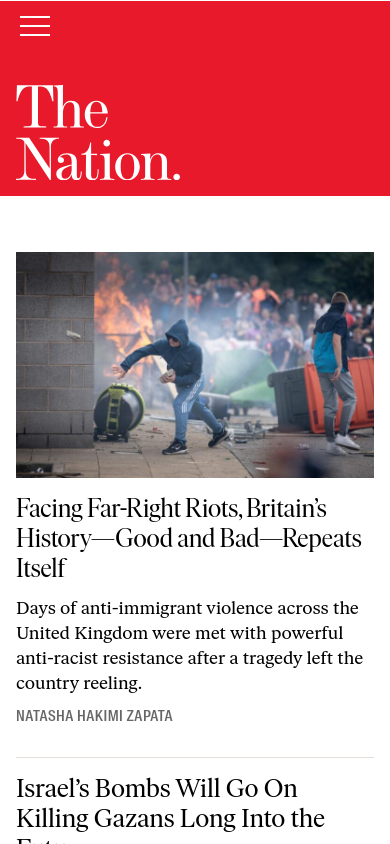 The
Nation.
Facing Far-Right Riots, Britain’s
History—Good and Bad—Repeats
Itself
Days of anti-immigrant violence across the
United Kingdom were met with powerful
anti-racist resistance after a tragedy left the
country reeling.
NATASHA HAKIMI ZAPATA
Israel’s Bombs Will Go On
Killing Gazans Long Into the